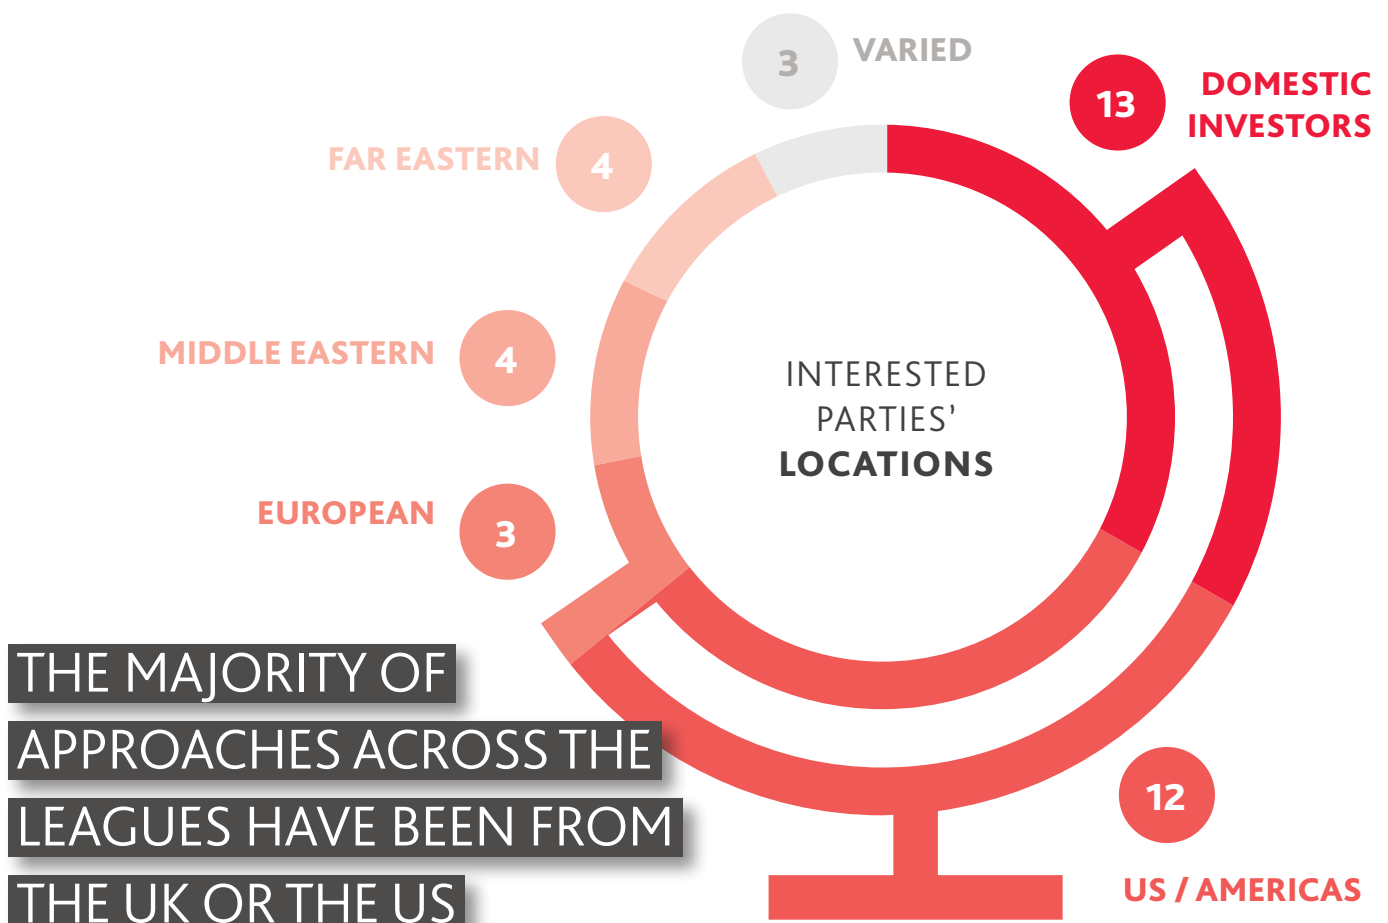 3
VARIED
13
DOMESTIC
INVESTORS
FAR EASTERN
4
MIDDLE EASTERN
4
INTERESTED
PARTIES’
LOCATIONS
EUROPEAN
3
THE MAJORITY OF
APPROACHES ACROSS THE
LEAGUES HAVE BEEN FROM
THE UK OR THE US
12
US / AMERICAS